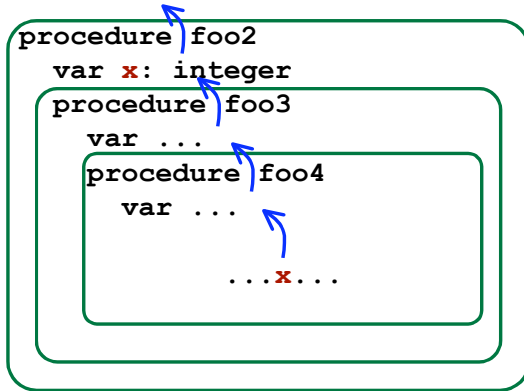 procedure foo2
var x: integer
procedure foo3
var ...
procedure foo4
var ...
...x...